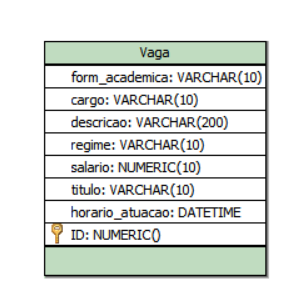 Vaga
form_academica: VARCHAR(10)
cargo: VARCHAR(10)
descricao: VARCHAR(200)
regime: VARCHAR(10)
salario: NUMERIC(10)
titulo: VARCHAR(10)
horario_atuacao: DATETIME
ID: NUMERIC()